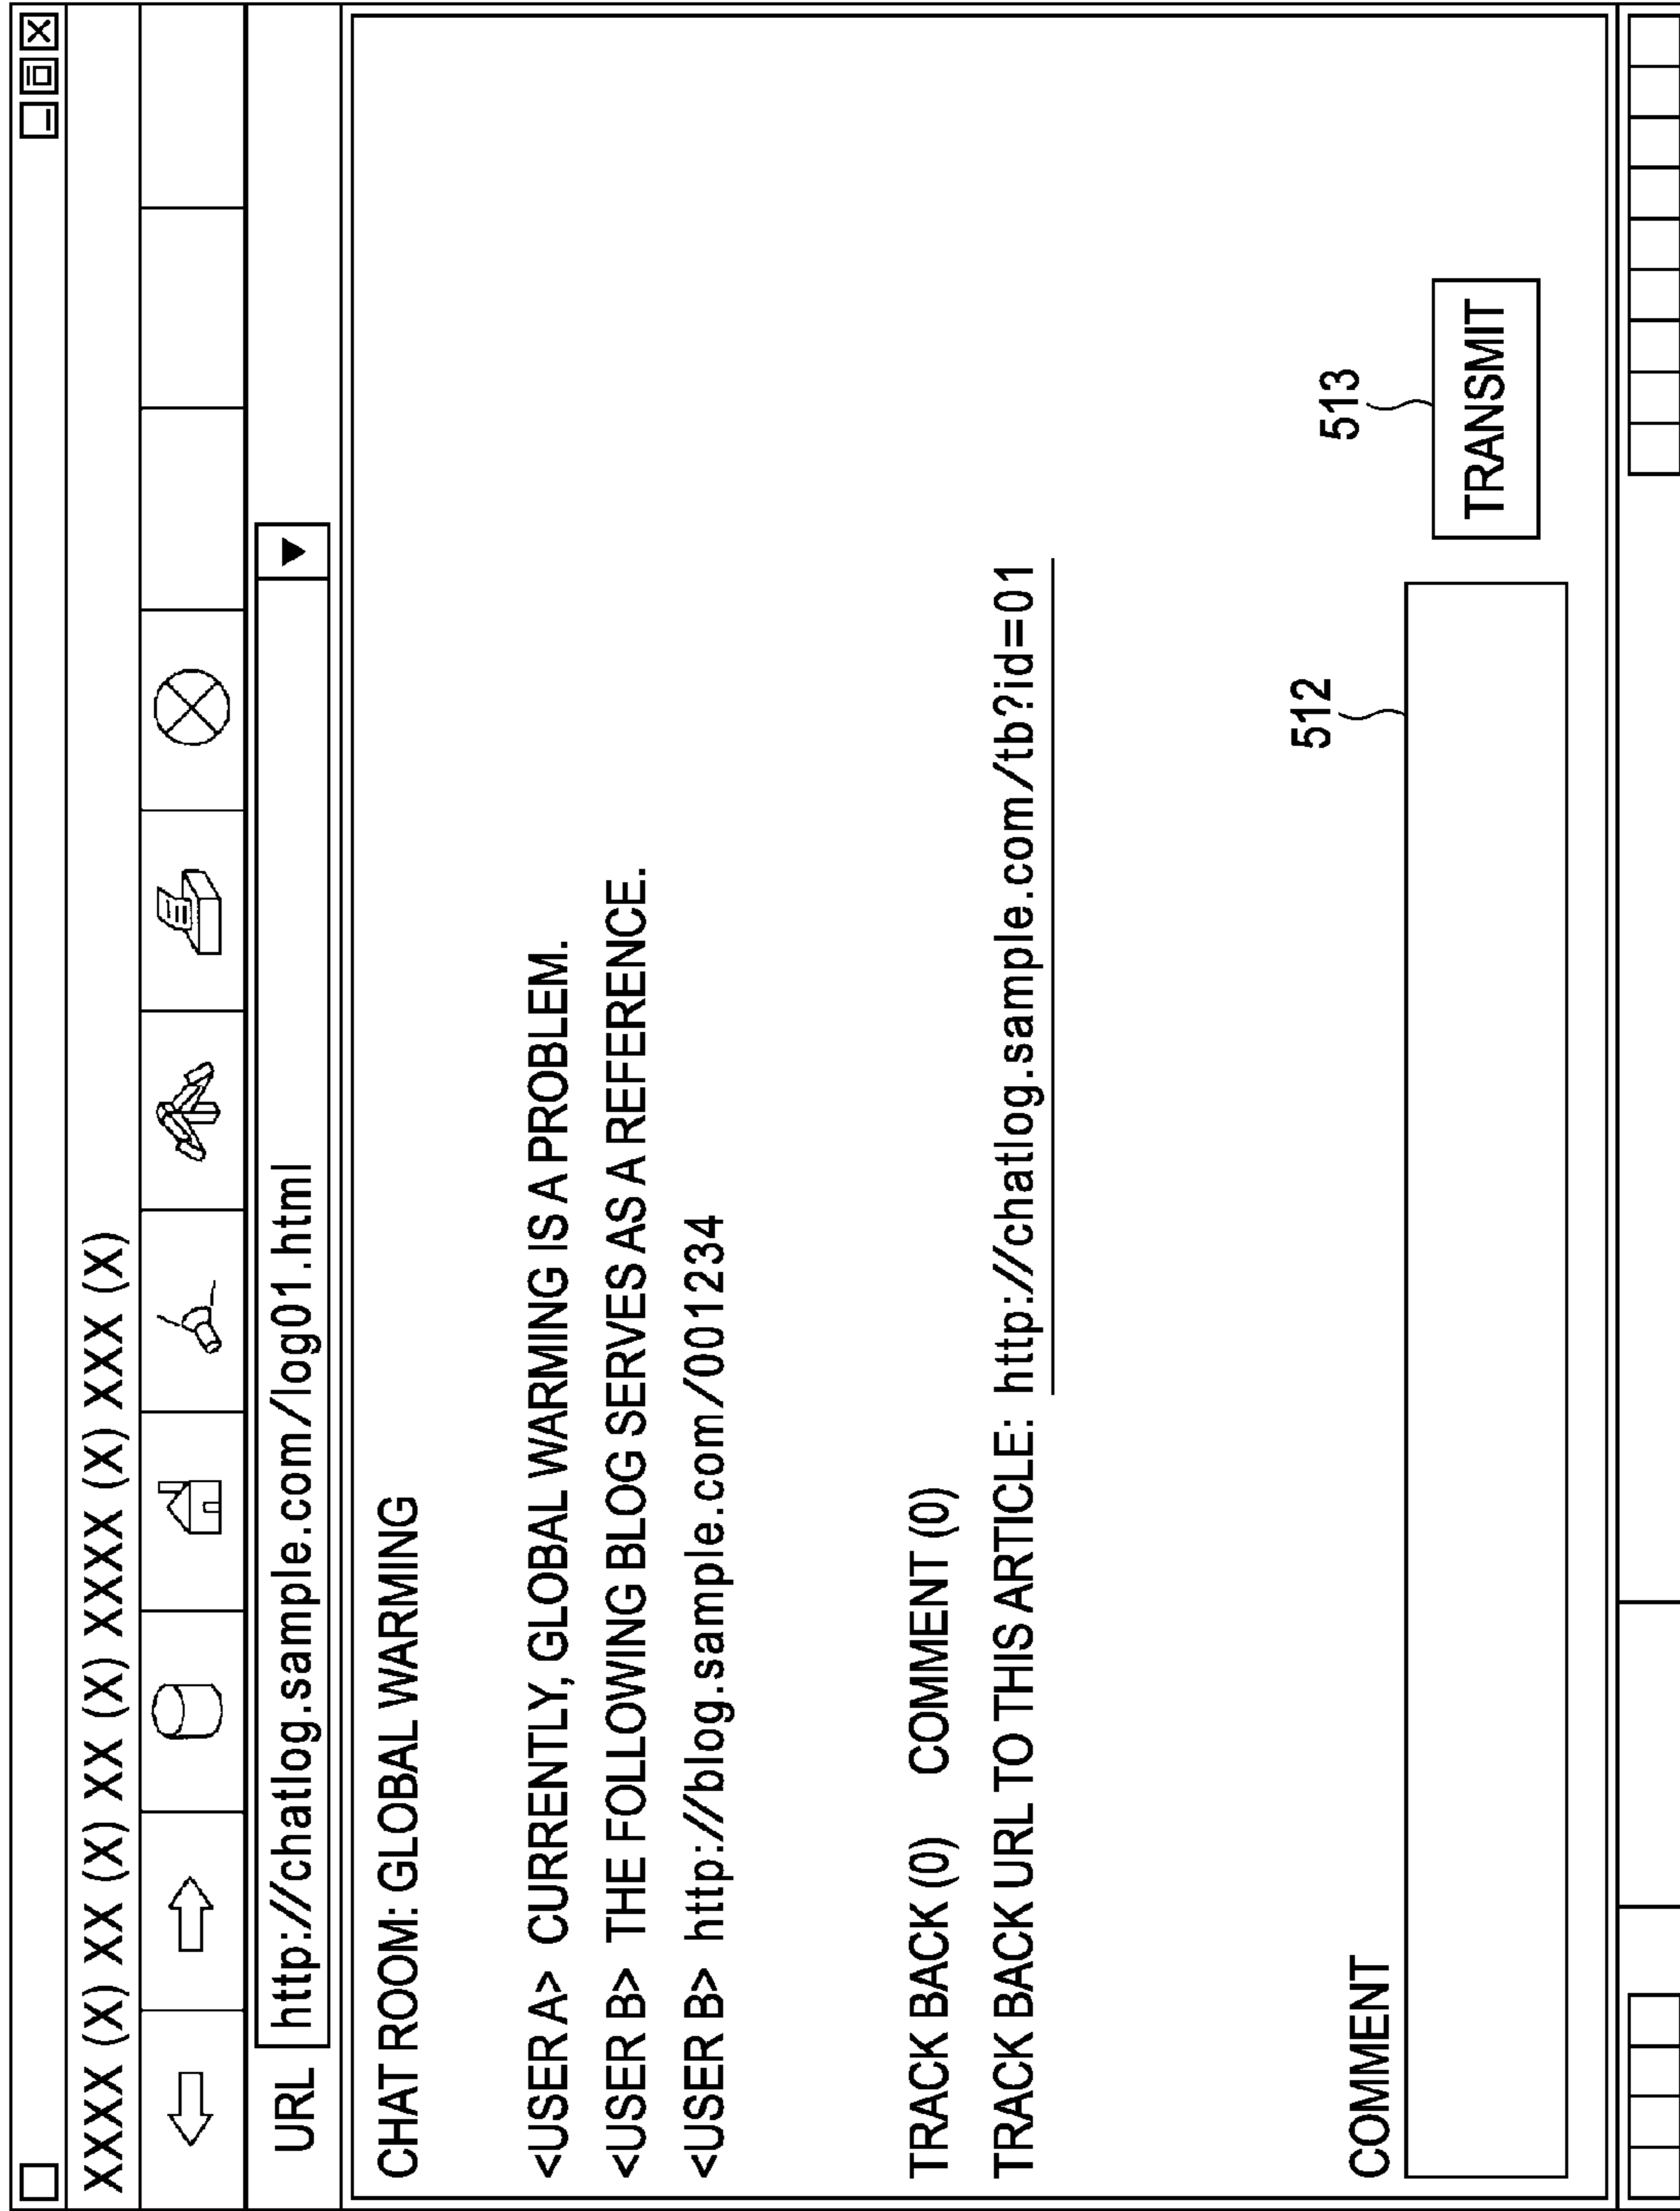 XXXX (X) XX (X) XX (X) XXXX (X) XXX (X)
URL http://chatlog.sample.com/log01.html
CHAT ROOM: GLOBAL WARMING
<USER A> CURRENTLY, GLOBAL WARMING IS A PROBLEM.
<USER B> THE FOLLOWING BLOG SERVES AS A REFERENCE.
<USER B> http://blog.sample.com/001234
TRACK BACK (0) COMMENT (0)
TRACK BACK URL TO THIS ARTICLE: http://chatlog.sample.com/tb?id=01
512
513
COMMENT
TRANSMIT